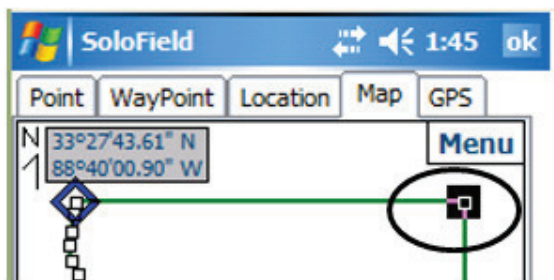 SoloField 1:45 ok
Point WayPoint Location Map GPS
N 33°27'43.61" N Menu
88°40'00.90" W